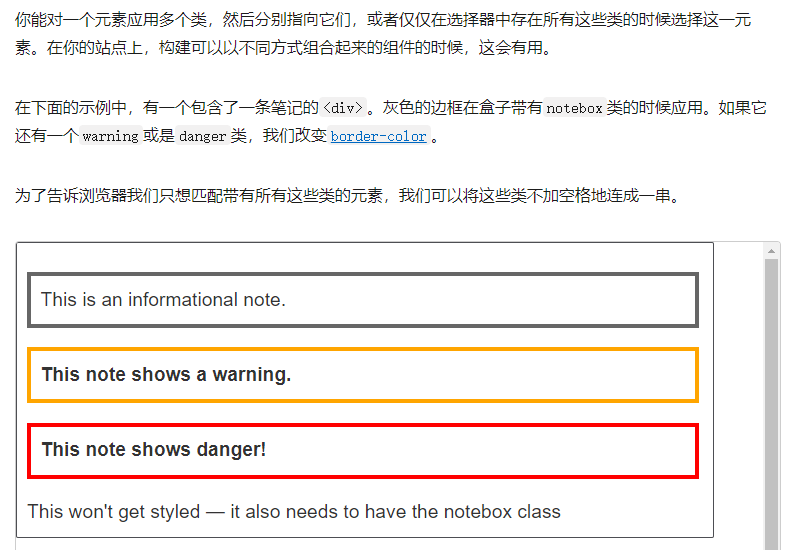 你能对一个元素应用多个类，然后分别指向它们，或者仅仅在选择器中存在所有这些类的时候选择这一元
素。在你的站点上，构建可以以不同方式组合起来的组件的时候，这会有用。
在下面的示例中，有一个包含了一条笔记的 <div>。灰色的边框在盒子带有 notebox 类的时候应用。如果它
还有一个 warning 或是 danger 类，我们改变 border-color 。
为了告诉浏览器我们只想匹配带有所有这些类的元素，我们可以将这些类不加空格地连成一串。
This is an informational note.
This note shows a warning.
This note shows danger!
This won't get styled — it also needs to have the notebox class